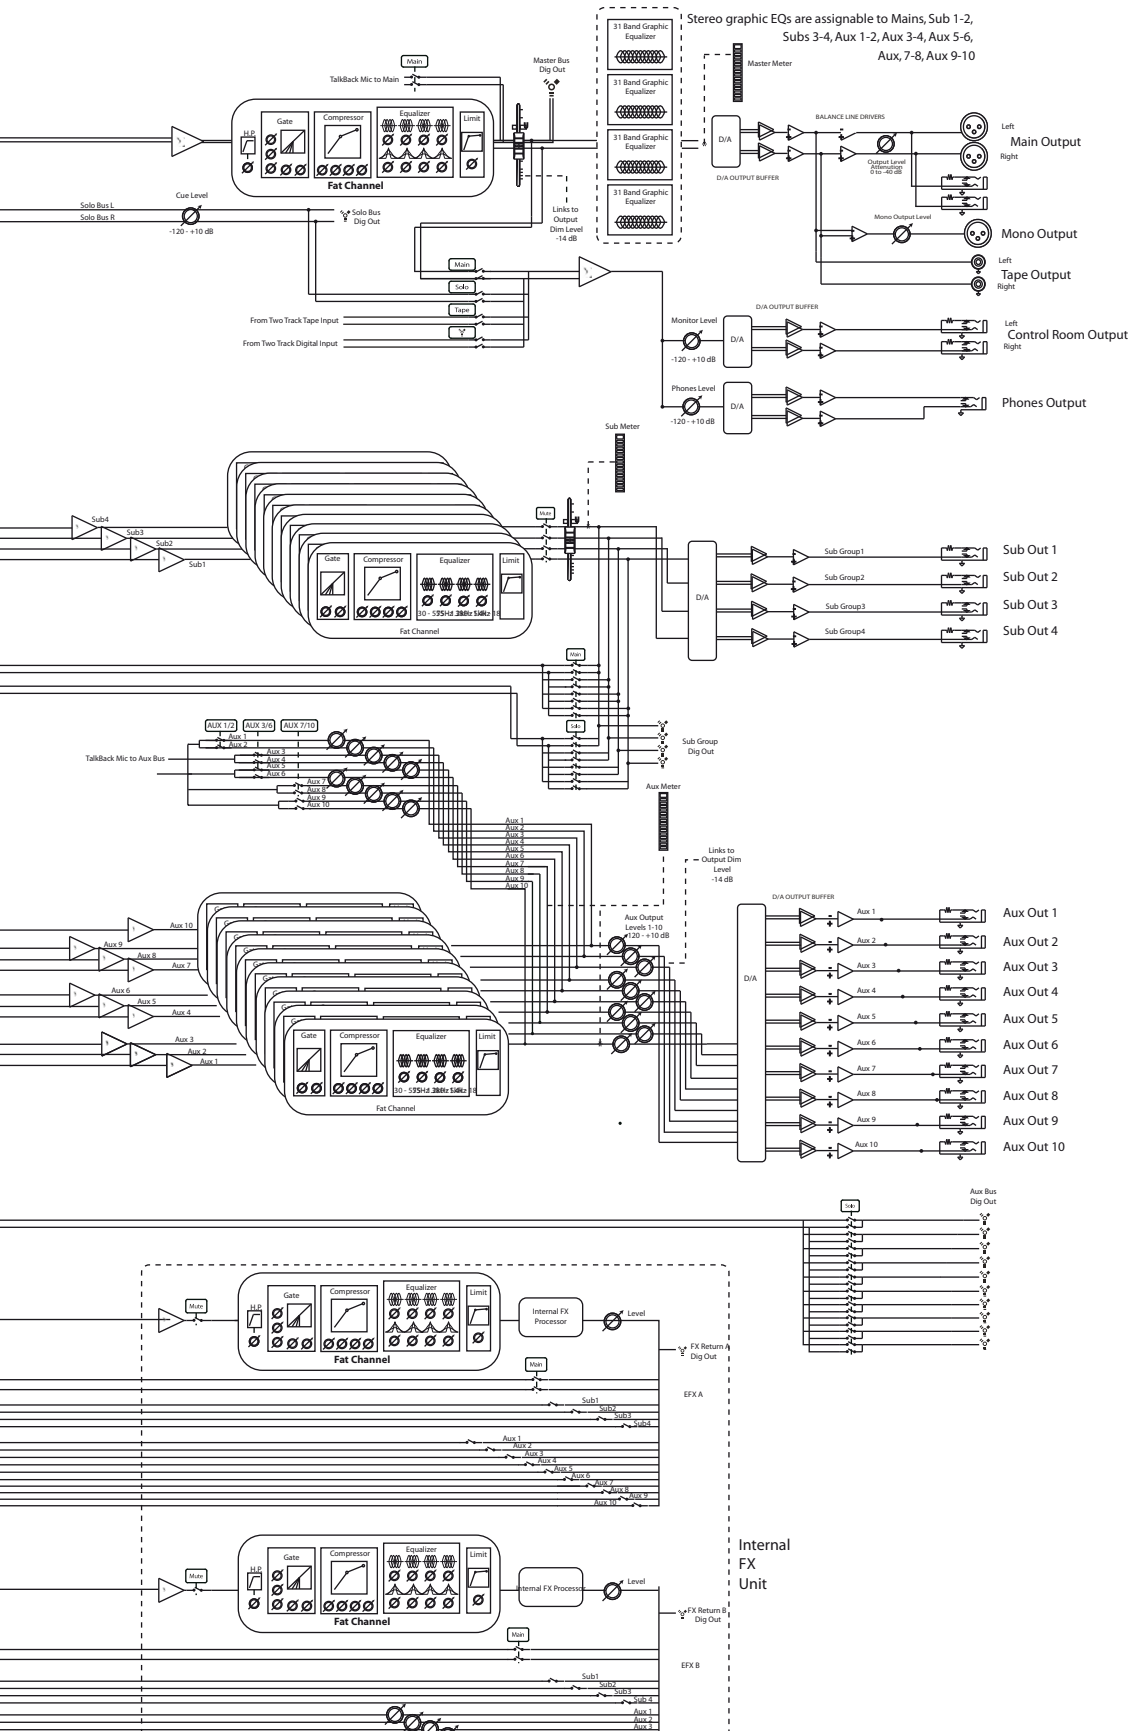 Stereo graphic EQs are assignable to Mains, Sub 1-2,
Subs 3-4, Aux 1-2, Aux 3-4, Aux 5-6,
Aux, 7-8, Aux 9-10
31 Band Graphic
Equalizer
31 Band Graphic
Equalizer
31 Band Graphic
Equalizer
31 Band Graphic
Equalizer
Main
TalkBack Mic to Main
Master Bus
Dig Out
Master Meter
H.P
Gate
Compressor
Equalizer
Limit
Fat Channel
D/A
D/A OUTPUT BUFFER
BALANCE LINE DRIVERS
Output Level
Attenution
0 to -40 dB
Left
Main Output
Right
Mono Output Level
Mono Output
Left
Tape Output
Right
Solo Bus L
Solo Bus R
Cue Level
-120 - +10 dB
Solo Bus
Dig Out
Links to
Output
Dim Level
-14 dB
Main
Solo
Tape
From Two Track Tape Input
From Two Track Digital Input
Monitor Level
-120 - +10 dB
D/A
D/A OUTPUT BUFFER
Left
Control Room Output
Right
Phones Level
-120 - +10 dB
D/A
Phones Output
Sub Meter
Sub4
Sub3
Sub2
Sub1
Gate
Compressor
Equalizer
Limit
Fat Channel
Mute
D/A
Sub Group1
Sub Out 1
Sub Group2
Sub Out 2
Sub Group3
Sub Out 3
Sub Group4
Sub Out 4
Main
Solo
Sub Group
Dig Out
AUX 1/2
AUX 3/6
AUX 7/10
TalkBack Mic to Aux Bus
Aux 1
Aux 2
Aux 3
Aux 4
Aux 5
Aux 6
Aux 7
Aux 8
Aux 9
Aux 10
Aux 1
Aux 2
Aux 3
Aux 4
Aux 5
Aux 6
Aux 7
Aux 8
Aux 9
Aux 10
Aux Meter
Links to
Output Dim
Level
-14 dB
Aux 10
Aux 9
Aux 8
Aux 7
Aux 6
Aux 5
Aux 4
Aux 3
Aux 2
Aux 1
Gate
Compressor
Equalizer
Limit
Fat Channel
Aux Output
Levels 1-10
-120 - +10 dB
D/A
D/A OUTPUT BUFFER
Aux 1
Aux Out 1
Aux 2
Aux Out 2
Aux 3
Aux Out 3
Aux 4
Aux Out 4
Aux 5
Aux Out 5
Aux 6
Aux Out 6
Aux 7
Aux Out 7
Aux 8
Aux Out 8
Aux 9
Aux Out 9
Aux 10
Aux Out 10
Solo
Aux Bus
Dig Out
Mute
H.P
Gate
Compressor
Equalizer
Limit
Fat Channel
Internal FX
Processor
Level
FX Return A
Dig Out
Main
EFX A
Sub1
Sub2
Sub3
Sub4
Aux 1
Aux 2
Aux 3
Aux 4
Aux 5
Aux 6
Aux 7
Aux 8
Aux 9
Aux 10
Internal
FX
Unit
Mute
H.P
Gate
Compressor
Equalizer
Limit
Fat Channel
Internal FX Processor
Level
FX Return B
Dig Out
Main
EFX B
Sub1
Sub2
Sub3
Sub 4
Aux 1
Aux 2
Aux 3